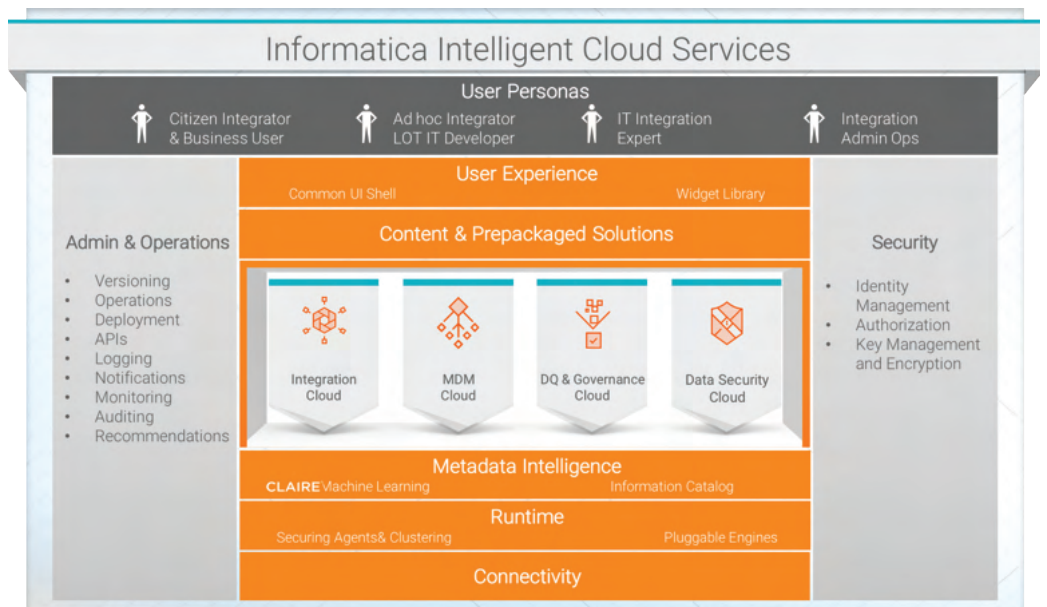 Informatica Intelligent Cloud Services
User Personas
Citizen Integrator
& Business User
Ad hoc Integrator
LOT IT Developer
IT Integration
Expert
Integration
Admin Ops
Admin & Operations
• Versioning
• Operations
• Deployment
• APIs
• Logging
• Notifications
• Monitoring
• Auditing
• Recommendations
User Experience
Common UI Shell
Widget Library
Content & Prepackaged Solutions
Integration
Cloud
MDM
Cloud
DQ & Governance
Cloud
Data Security
Cloud
Metadata Intelligence
CLAIRE Machine Learning
Information Catalog
Runtime
Securing Agents& Clustering
Pluggable Engines
Connectivity
Security
• Identity
Management
• Authorization
• Key Management
and Encryption